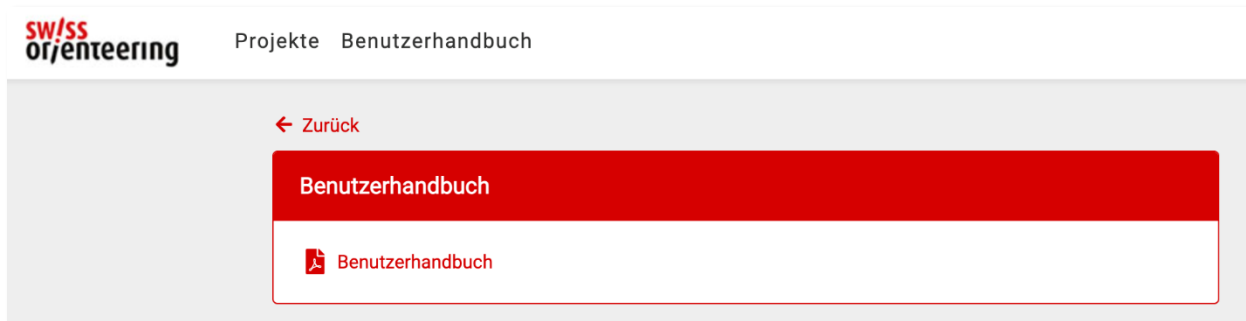 swiss
orienteering
Projekte Benutzerhandbuch
← Zurück
Benutzerhandbuch
Benutzerhandbuch